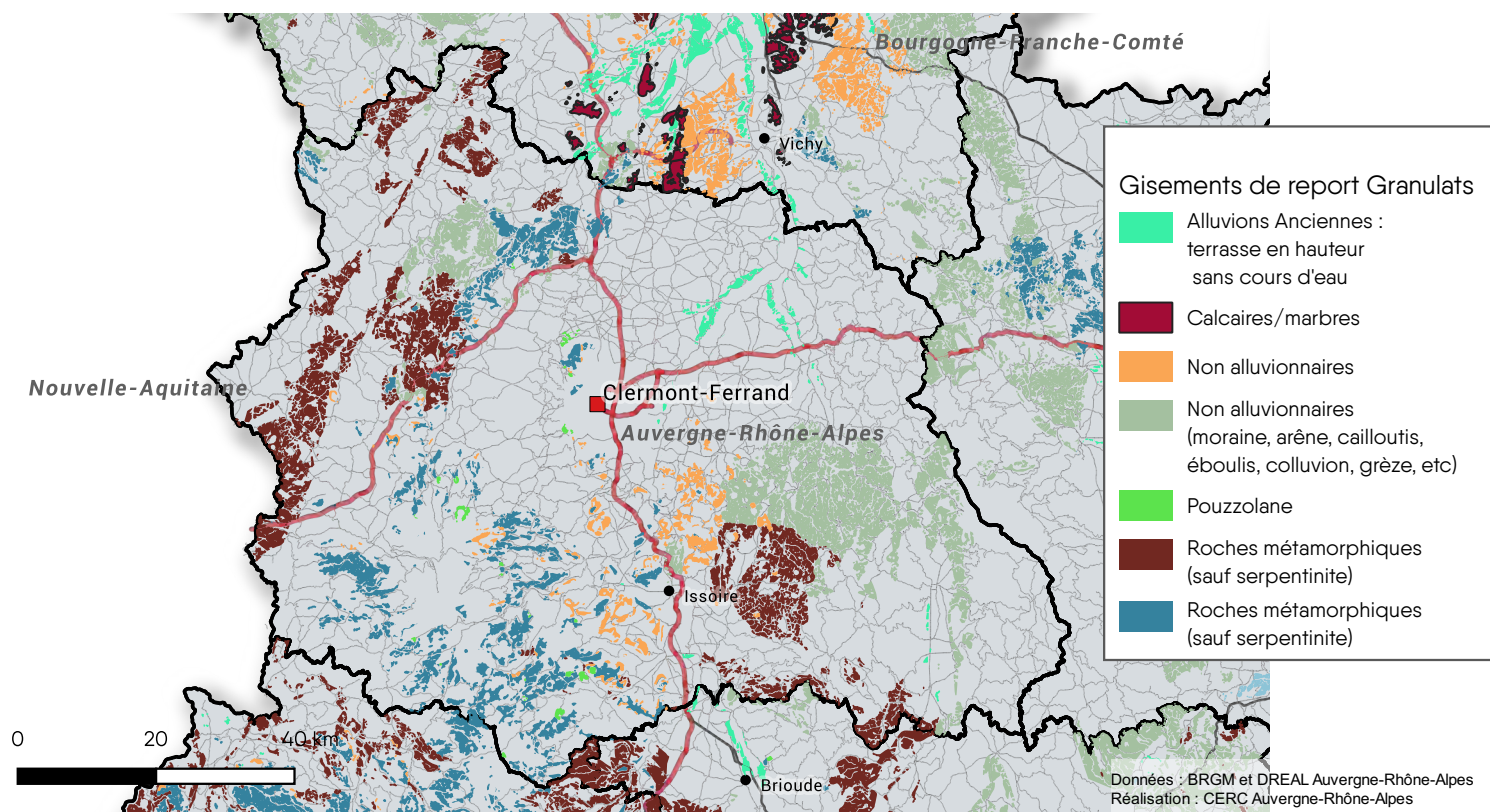 Bourgogne-Franche-Comté
Vichy
Nouvelle-Aquitaine
Clermont-Ferrand
Auvergne-Rhône-Alpes
Issoire
Brioude
0 20 40 km
Gisements de report Granulats
Alluvions Anciennes :
terrasse en hauteur
sans cours d'eau
Calcaires/marbres
Non alluvionnaires
Non alluvionnaires
(moraine, arêne, cailloutis,
éboulis, colluvion, grèze, etc)
Pouzzolane
Roches métamorphiques
(sauf serpentinite)
Roches métamorphiques
(sauf serpentinite)
Données : BRGM et DREAL Auvergne-Rhône-Alpes
Réalisation : CERC Auvergne-Rhône-Alpes